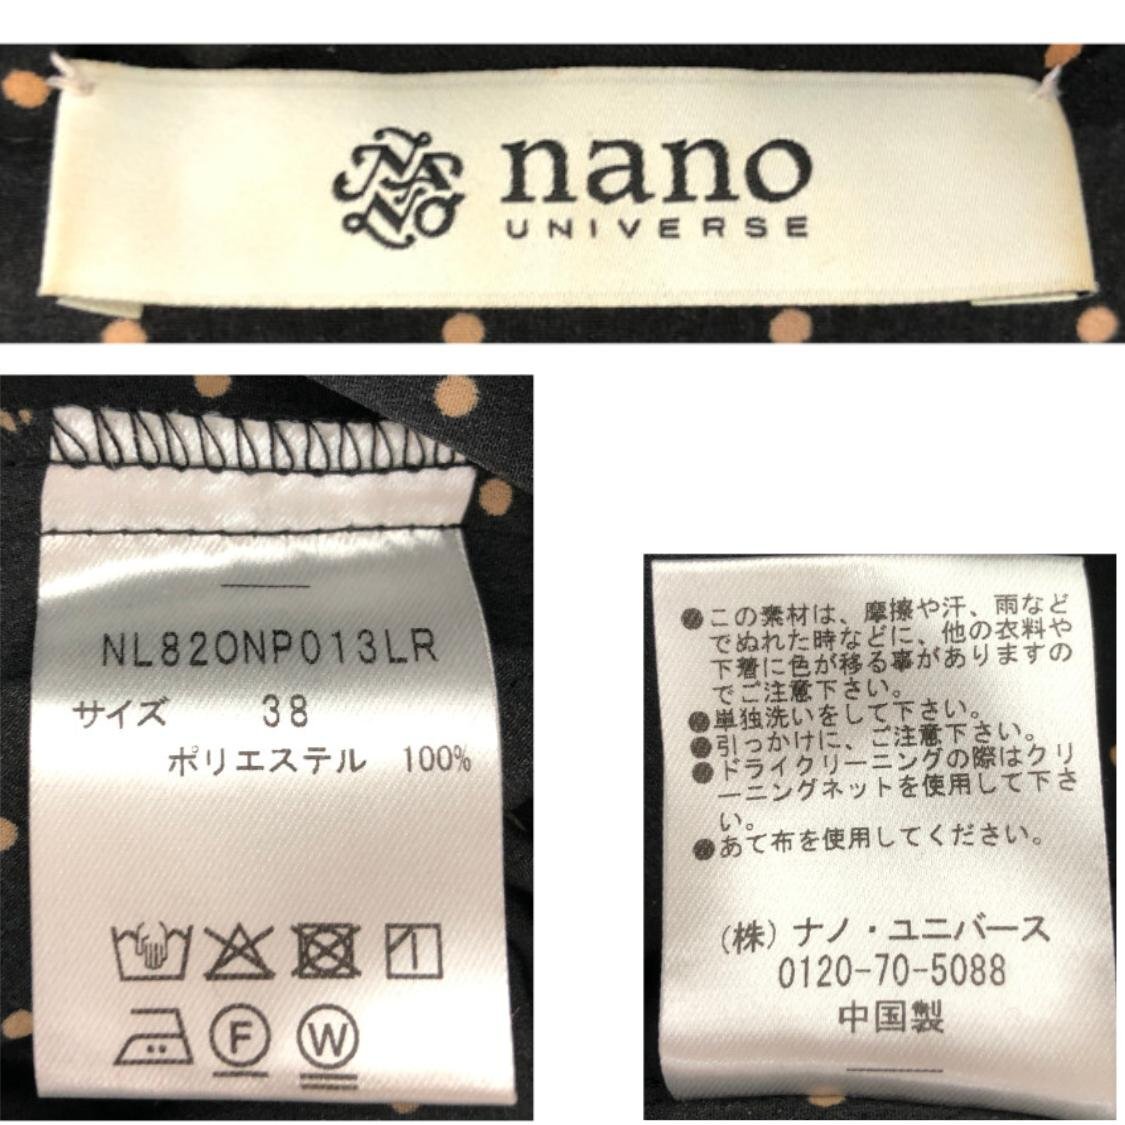 NANO
nano
UNIVERSE
NL820NP013LR
サイズ 38
ポリエステル 100%
F W
●この素材は、摩擦や汗、雨など
でぬれた時などに、他の衣料や
下着に色が移る事がありますの
でご注意下さい。
●単独洗いをして下さい。
●引っかけに、ご注意下さい。
●ドライクリーニングの際はクリ
ーニングネットを使用して下さ
い。
●あて布を使用してください。
(株)ナノ・ユニバース
0120-70-5088
中国製